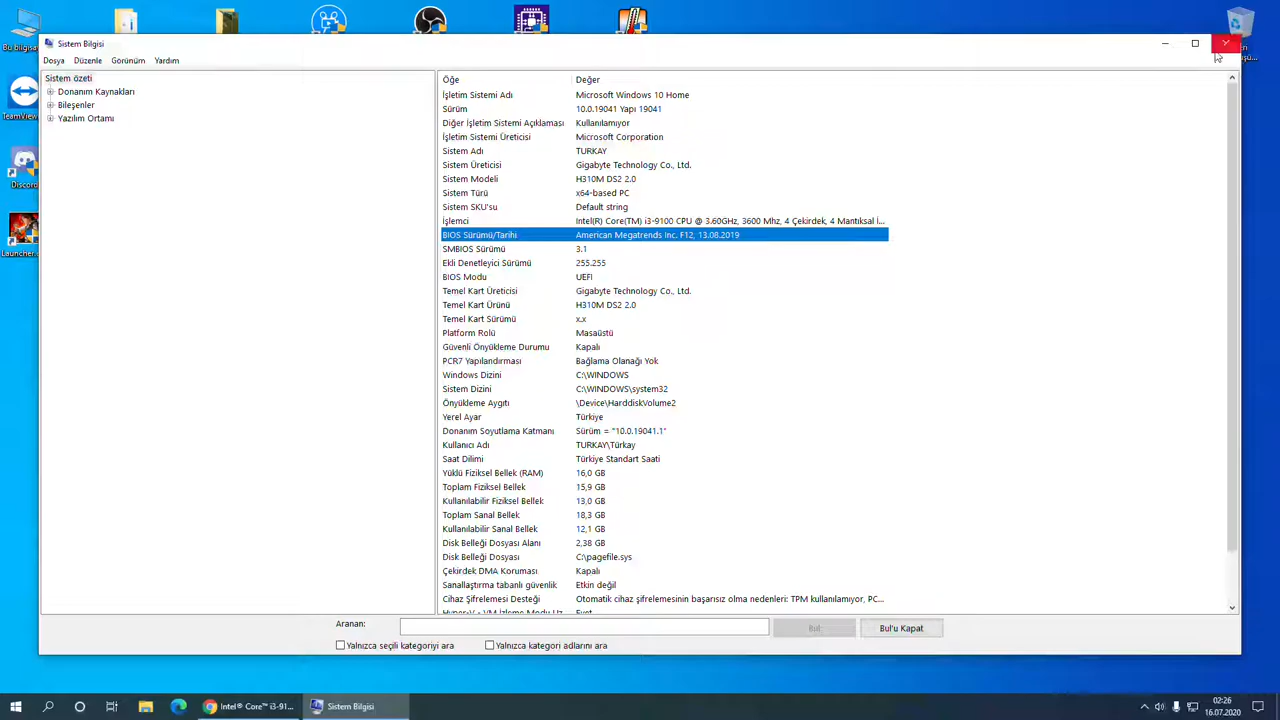 Bu bilgisa
Sistem Bilgisi
Dosya Düzenle Görünüm Yardım
Sistem özeti
Donanım Kaynakları
Bileşenler
Yazılım Ortamı
TeamView
Discord
Launcher.c
Öğe Değer
İşletim Sistemi Adı Microsoft Windows 10 Home
Sürüm 10.0.19041 Yapı 19041
Diğer İşletim Sistemi Açıklaması Kullanılamıyor
İşletim Sistemi Üreticisi Microsoft Corporation
Sistem Adı TURKAY
Sistem Üreticisi Gigabyte Technology Co., Ltd.
Sistem Modeli H310M DS2 2.0
Sistem Türü x64-based PC
Sistem SKU'su Default string
İşlemci Intel(R) Core(TM) i3-9100 CPU @ 3.60GHz, 3600 Mhz, 4 Çekirdek, 4 Mantıksal İ...
BIOS Sürümü/Tarihi American Megatrends Inc. F12, 13.08.2019
SMBIOS Sürümü 3.1
Ekli Denetleyici Sürümü 255.255
BIOS Modu UEFI
Temel Kart Üreticisi Gigabyte Technology Co., Ltd.
Temel Kart Ürünü H310M DS2 2.0
Temel Kart Sürümü x.x
Platform Rolü Masaüstü
Güvenli Önyükleme Durumu Kapalı
PCR7 Yapılandırması Bağlama Olanağı Yok
Windows Dizini C:\WINDOWS
Sistem Dizini C:\WINDOWS\system32
Önyükleme Aygıtı \Device\HarddiskVolume2
Yerel Ayar Türkiye
Donanım Soyutlama Katmanı Sürüm = "10.0.19041.1"
Kullanıcı Adı TURKAY\Türkay
Saat Dilimi Türkiye Standart Saati
Yüklü Fiziksel Bellek (RAM) 16,0 GB
Toplam Fiziksel Bellek 15,9 GB
Kullanılabilir Fiziksel Bellek 13,0 GB
Toplam Sanal Bellek 18,3 GB
Kullanılabilir Sanal Bellek 12,1 GB
Disk Belleği Dosyası Alanı 2,38 GB
Disk Belleği Dosyası C:\pagefile.sys
Çekirdek DMA Koruması Kapalı
Sanallaştırma tabanlı güvenlik Etkin değil
Cihaz Şifrelemesi Desteği Otomatik cihaz şifrelemesinin başarısız olma nedenleri: TPM kullanılamıyor, PC...
Hyper-V - VM İzleme Modu Uz Evet
Aranan: Bul Bul'u Kapat
Yalnızca seçili kategoriyi ara Yalnızca kategori adlarını ara
Intel® Core™ i3-91... Sistem Bilgisi
02:26
16.07.2020